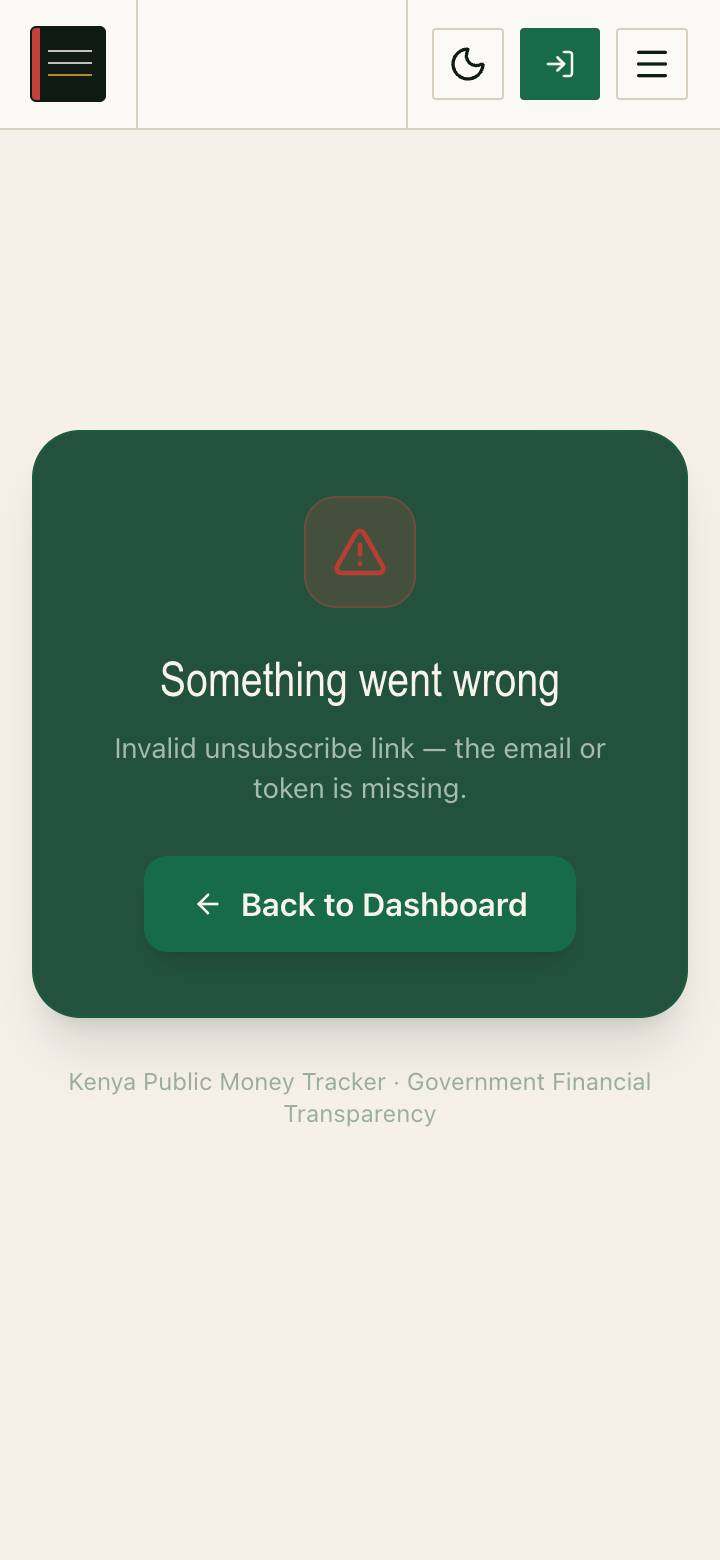 Something went wrong
Invalid unsubscribe link — the email or
token is missing.
Back to Dashboard
Kenya Public Money Tracker · Government Financial
Transparency